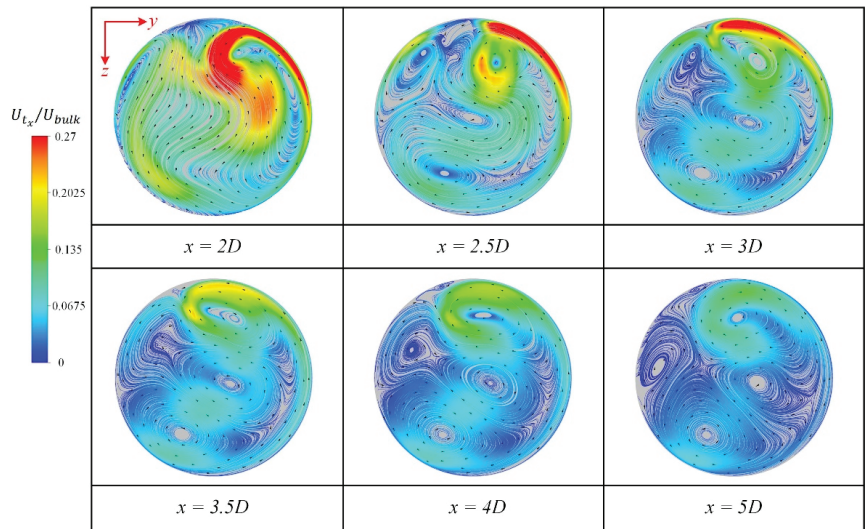 y
z
U_{t_x}/U_{bulk}
0.27
0.2025
0.135
0.0675
0
x = 2D
x = 2.5D
x = 3D
x = 3.5D
x = 4D
x = 5D